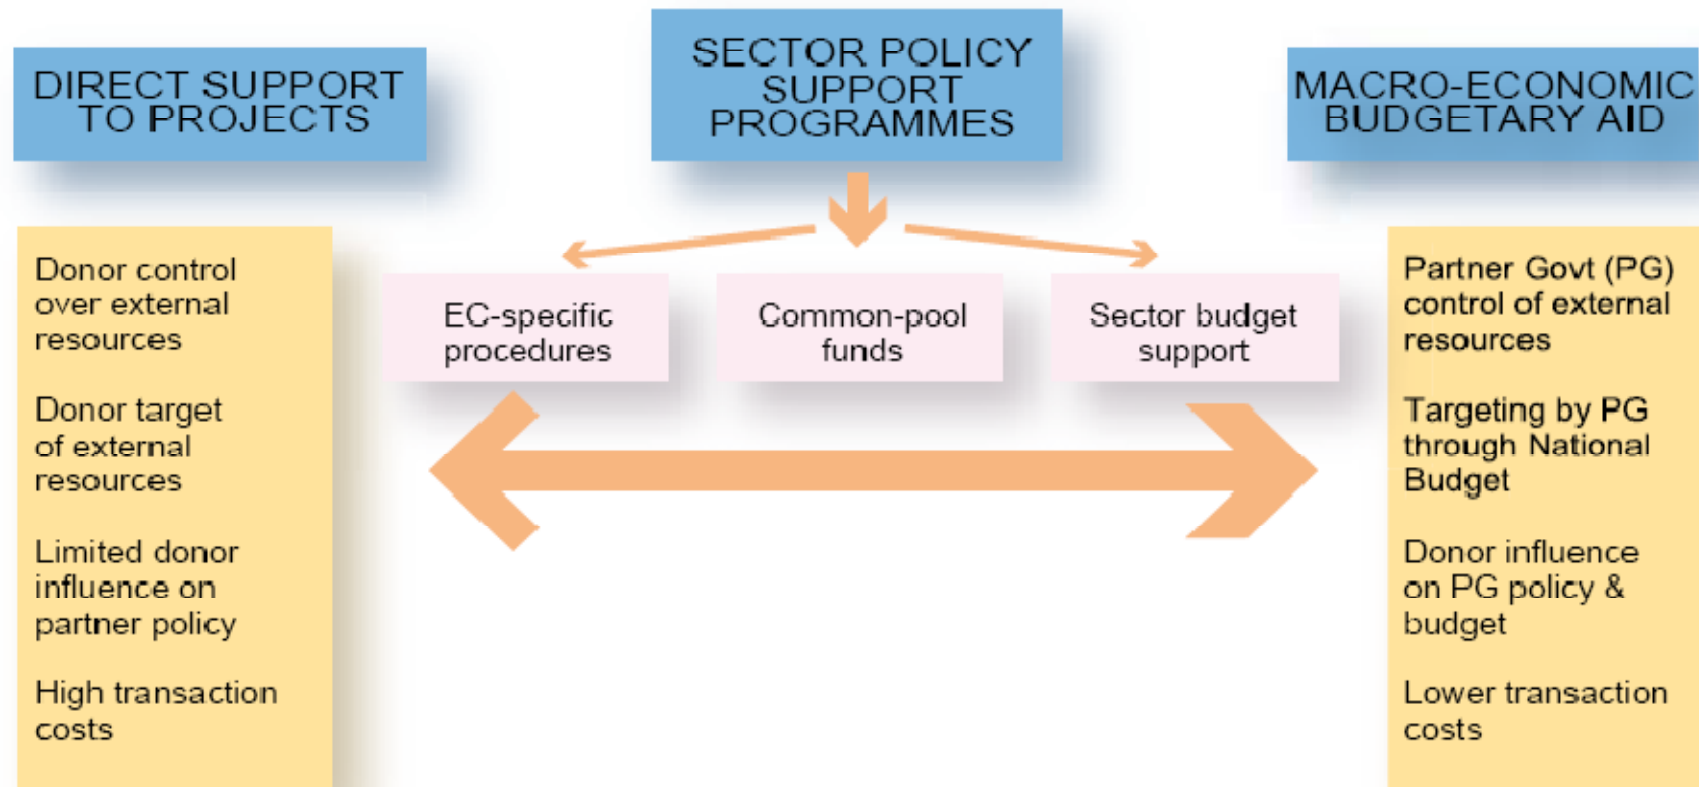 DIRECT SUPPORT
TO PROJECTS
SECTOR POLICY
SUPPORT
PROGRAMMES
MACRO-ECONOMIC
BUDGETARY AID
Donor control
over external
resources
Donor target
of external
resources
Limited donor
influence on
partner policy
High transaction
costs
EC-specific
procedures
Common-pool
funds
Sector budget
support
Partner Govt (PG)
control of external
resources
Targeting by PG
through National
Budget
Donor influence
on PG policy &
budget
Lower transaction
costs